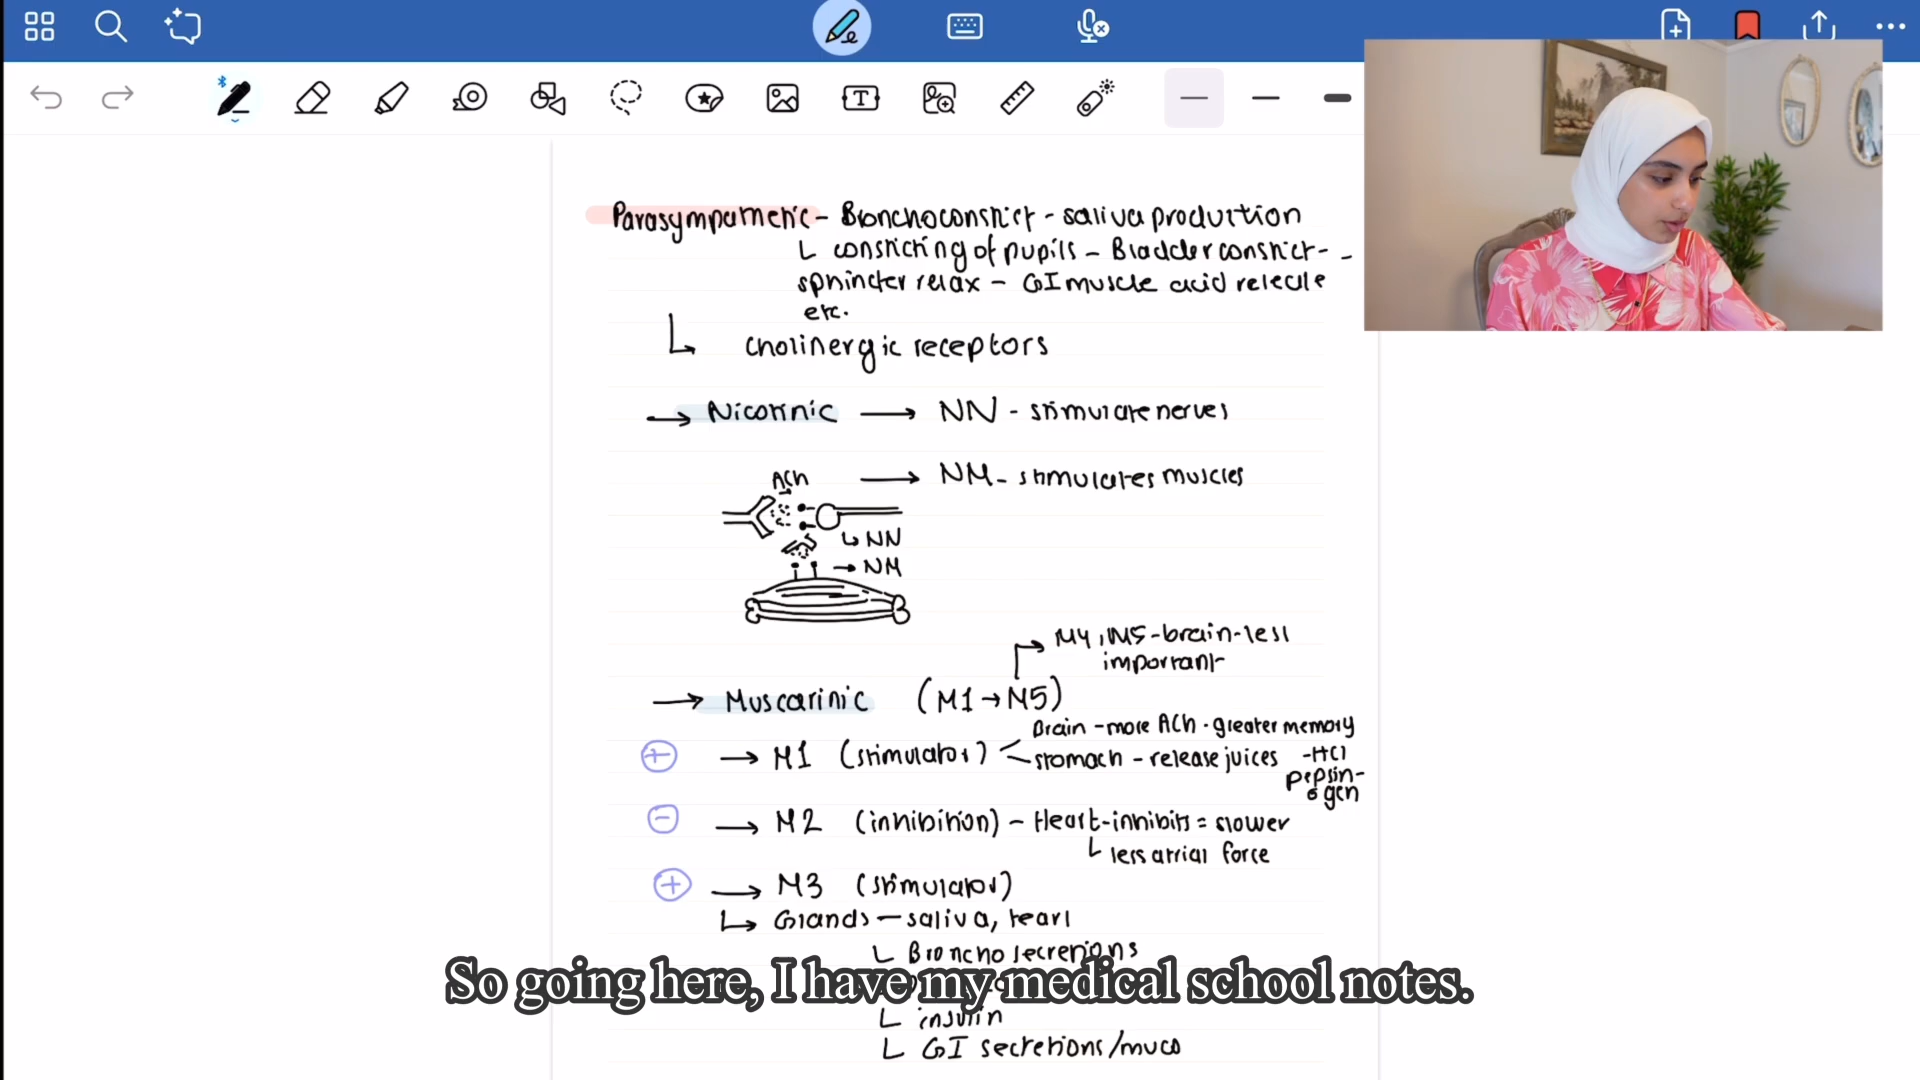 Parasympathetic - Bronchoconstrict - saliva production
constricting of pupils - Bladder constrict -
sphincter relax - GI muscle acid release
etc.
cholinergic receptors
→ Nicotinic → NN - stimulate nerves
ACh → NM - stimulates muscles
NN
→ NM
M4, M5 - brain - less
important
→ Muscarinic (M1 → M5)
Brain - more ACh - greater memory
+ → M1 (stimulator)
stomach - release juices - HCl
pepsin-
ogen
- → M2 (inhibition) - Heart - inhibits = slower
less atrial force
+ → M3 (stimulator)
Glands - saliva, tears
Broncho secretions
So going here, I have my medical school notes.
insulin
GI secretions/muco